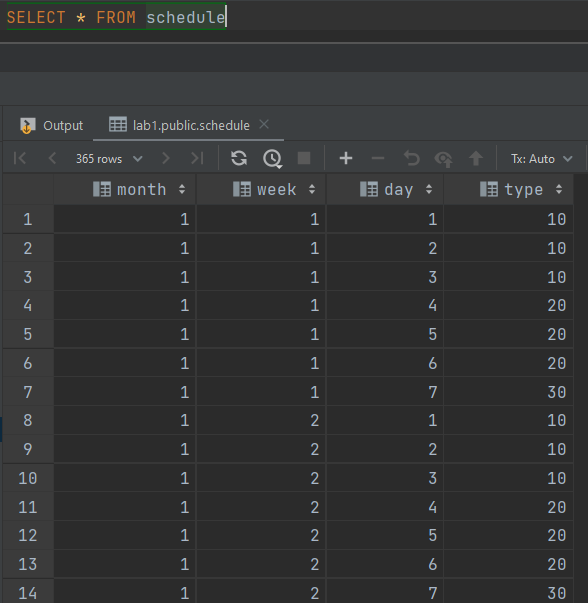 SELECT * FROM schedule
Output lab1.public.schedule
365 rows Tx: Auto
month week day type
1 1 1 1 10
2 1 1 2 10
3 1 1 3 10
4 1 1 4 20
5 1 1 5 20
6 1 1 6 20
7 1 1 7 30
8 1 2 1 10
9 1 2 2 10
10 1 2 3 10
11 1 2 4 20
12 1 2 5 20
13 1 2 6 20
14 1 2 7 30